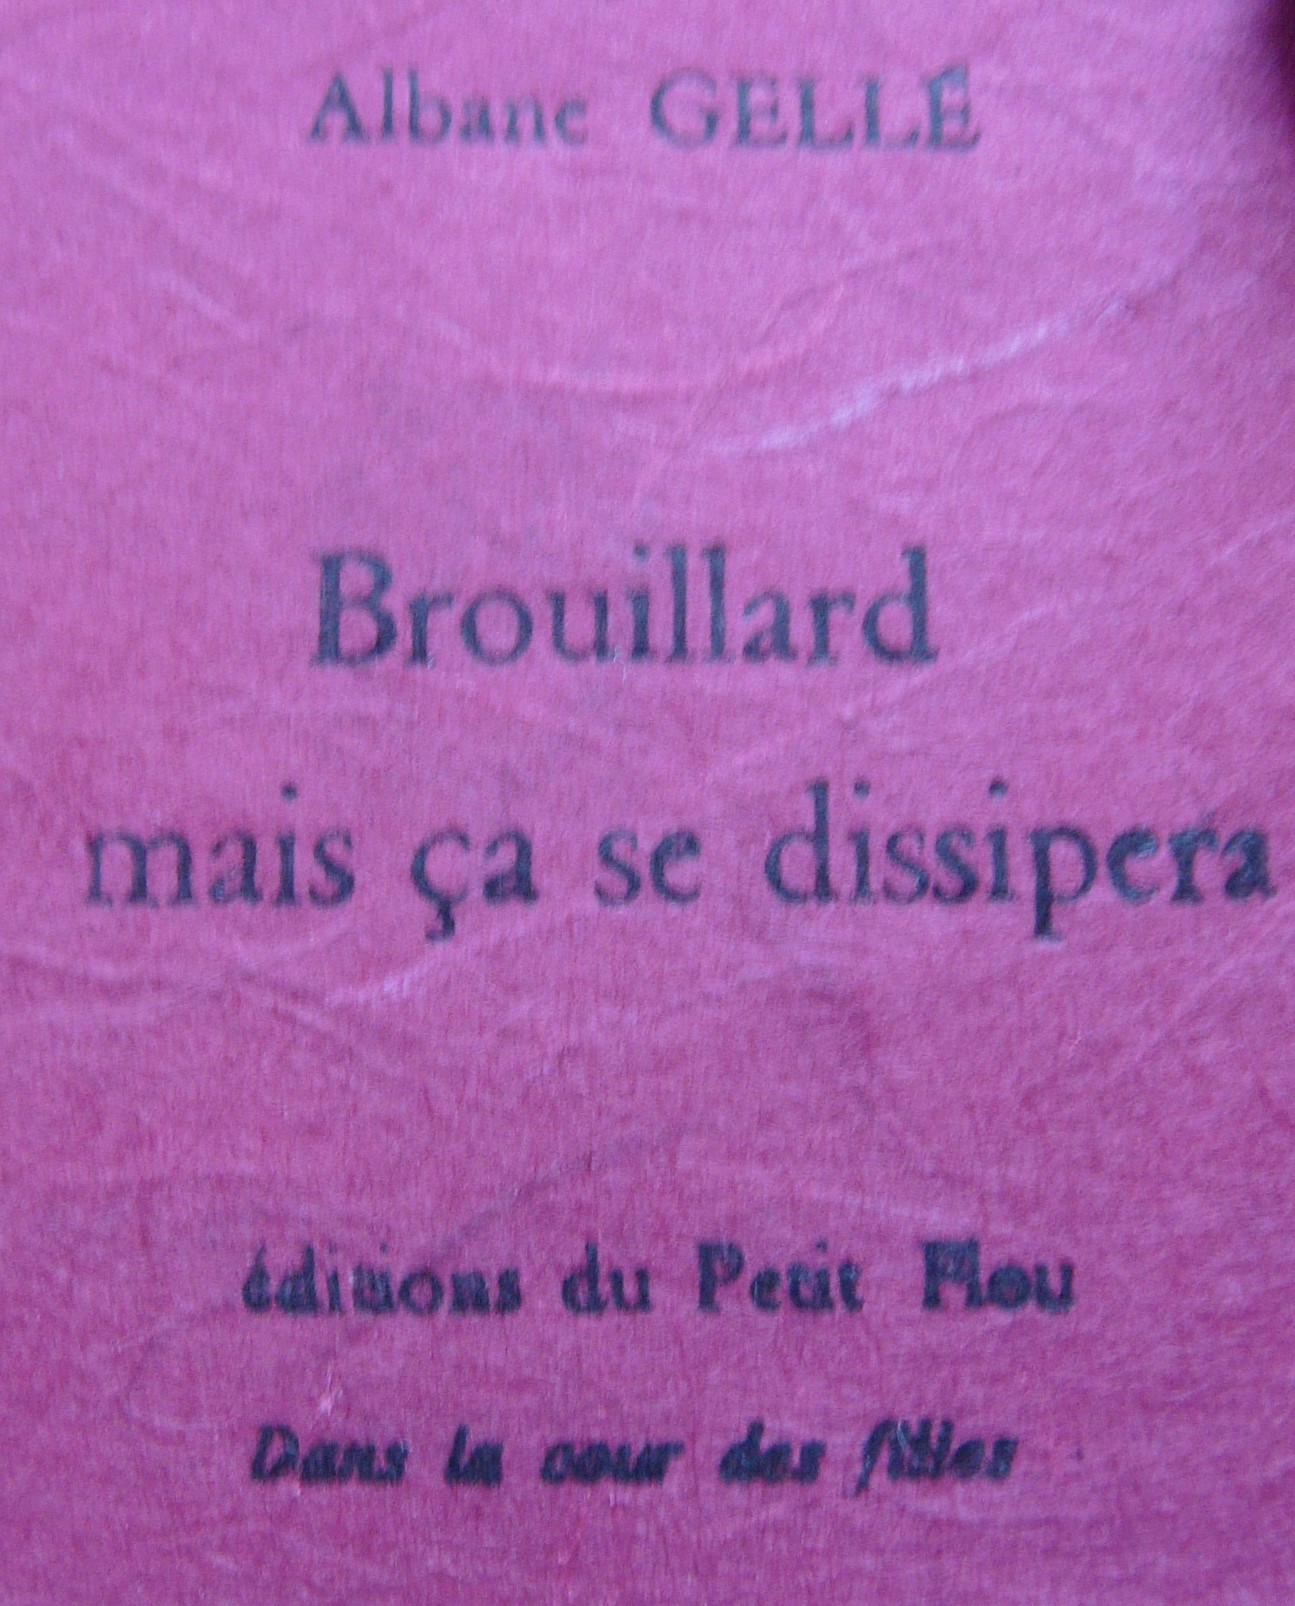 Albane GELLÉ
Brouillard
mais ça se dissipera
éditions du Petit Flou
Dans la cour des filles